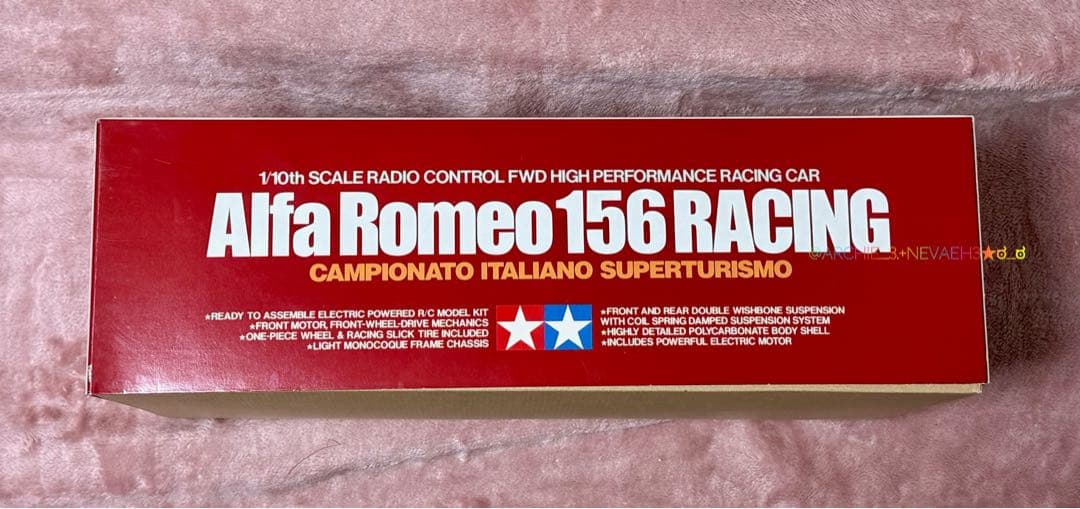 1/10th SCALE RADIO CONTROL FWD HIGH PERFORMANCE RACING CAR
Alfa Romeo 156 RACING
CAMPIONATO ITALIANO SUPERTURISMO
★READY TO ASSEMBLE ELECTRIC POWERED R/C MODEL KIT
★FRONT MOTOR, FRONT-WHEEL-DRIVE MECHANICS
★ONE-PIECE WHEEL & RACING SLICK TIRE INCLUDED
★LIGHT MONOCOQUE FRAME CHASSIS
★FRONT AND REAR DOUBLE WISHBONE SUSPENSION
WITH COIL SPRING DAMPED SUSPENSION SYSTEM
★HIGHLY DETAILED POLYCARBONATE BODY SHELL
★INCLUDES POWERFUL ELECTRIC MOTOR